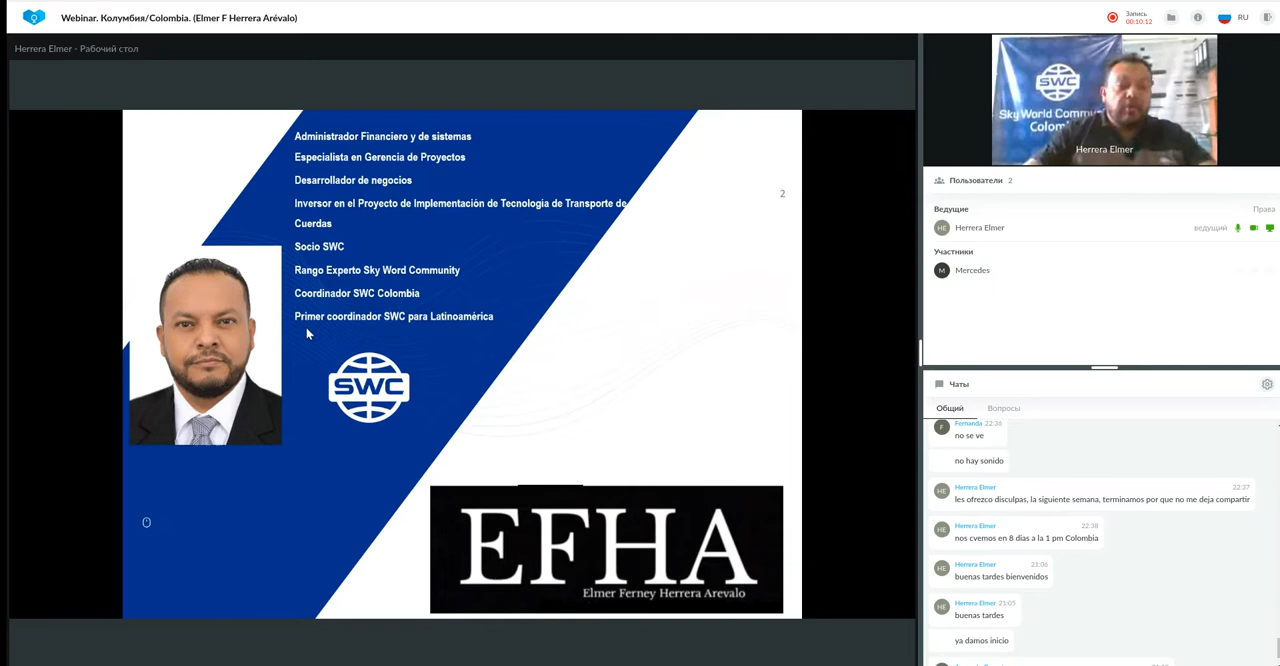 Webinar. Колумбия/Colombia. (Elmer F Herrera Arévalo)
Запись
00:10:12
RU
Herrera Elmer - Рабочий стол
Administrador Financiero y de sistemas
Especialista en Gerencia de Proyectos
Desarrollador de negocios
Inversor en el Proyecto de Implementación de Tecnologia de Transporte de
Cuerdas
Socio SWC
Rango Experto Sky Word Community
Coordinador SWC Colombia
Primer coordinador SWC para Latinoamérica
2
SWC
EFHA
Elmer Ferney Herrera Arevalo
SWC
Sky World Commu
Colom
Herrera Elmer
Пользователи 2
Ведущие
Права
HE Herrera Elmer ведущий
Участники
M Mercedes
Чаты
Общий Вопросы
F Fernanda 22:36
no se ve
no hay sonido
HE Herrera Elmer 22:37
les ofrezco disculpas, la siguiente semana, terminamos por que no me deja compartir
HE Herrera Elmer 22:38
nos cvemos en 8 dias a la 1 pm Colombia
HE Herrera Elmer 21:06
buenas tardes bienvenidos
HE Herrera Elmer 21:05
buenas tardes
ya damos inicio